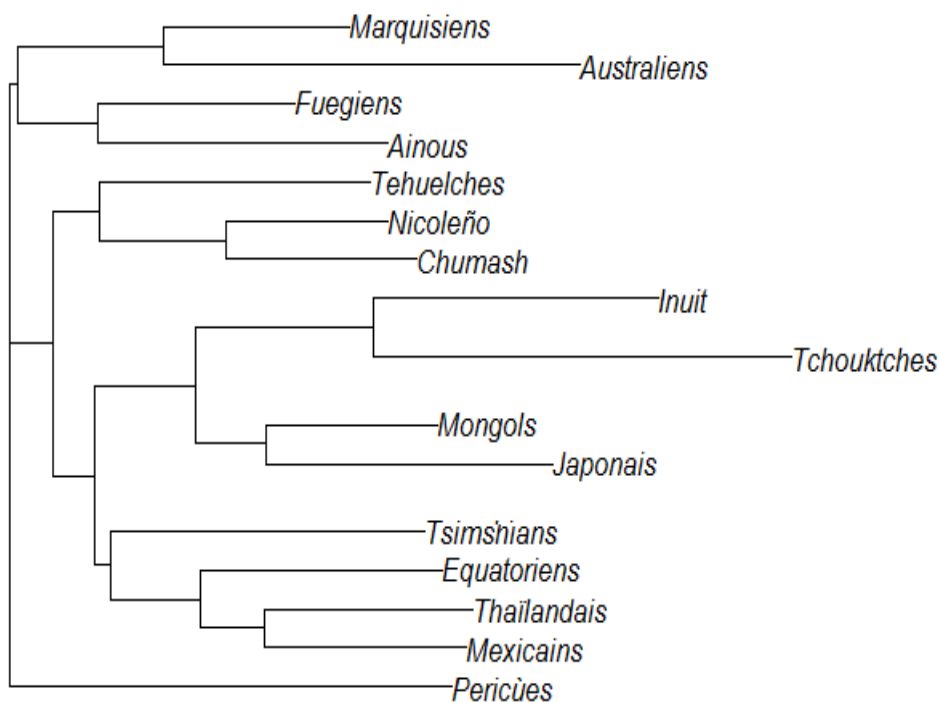 Marquisiens
Australiens
Fuegiens
Ainous
Tehuelches
Nicoleño
Chumash
Inuit
Tchouktches
Mongols
Japonais
Tsimshians
Equatoriens
Thaïlandais
Mexicains
Pericùes